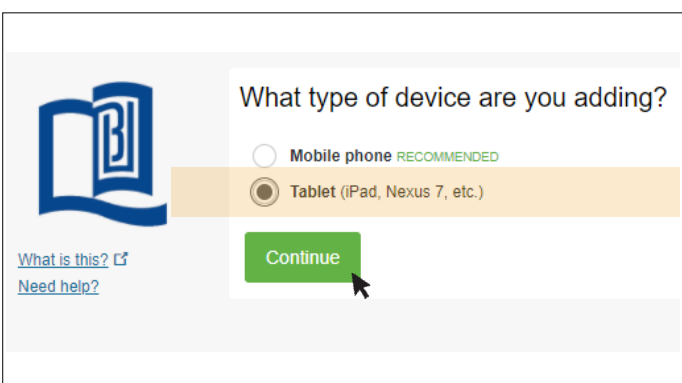 What type of device are you adding?
Mobile phone RECOMMENDED
Tablet (iPad, Nexus 7, etc.)
Continue
What is this?
Need help?